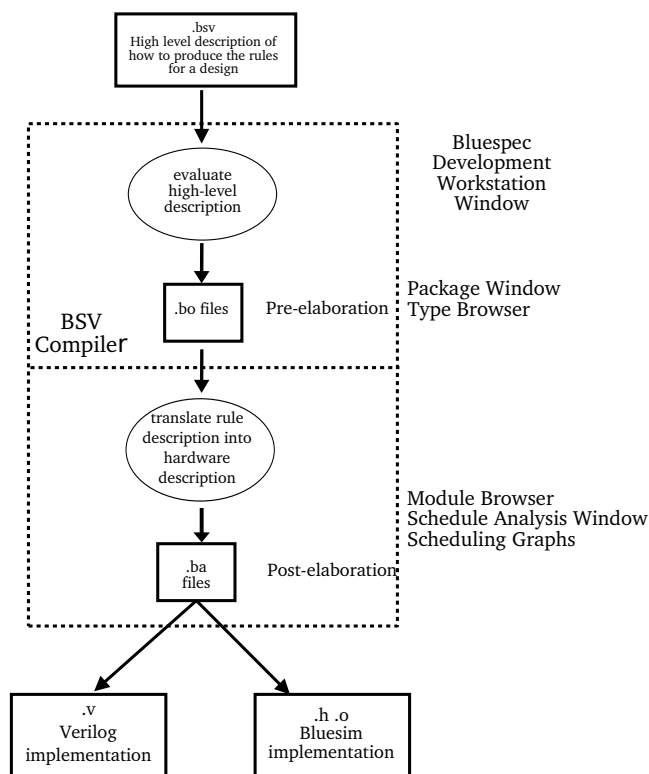 .bsv
High level description of
how to produce the rules
for a design
Bluespec
Development
Workstation
Window
evaluate
high-level
description
.bo files
Pre-elaboration
Package Window
Type Browser
BSV
Compiler
translate rule
description into
hardware
description
Module Browser
Schedule Analysis Window
Scheduling Graphs
.ba
files
Post-elaboration
.v
Verilog
implementation
.h .o
Bluesim
implementation